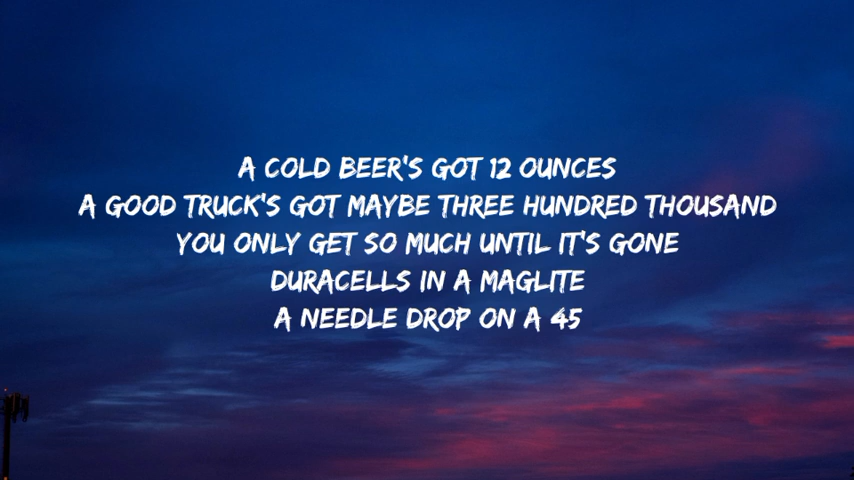 A COLD BEER'S GOT 12 OUNCES
A GOOD TRUCK'S GOT MAYBE THREE HUNDRED THOUSAND
YOU ONLY GET SO MUCH UNTIL IT'S GONE
DURACELLS IN A MAGLITE
A NEEDLE DROP ON A 45